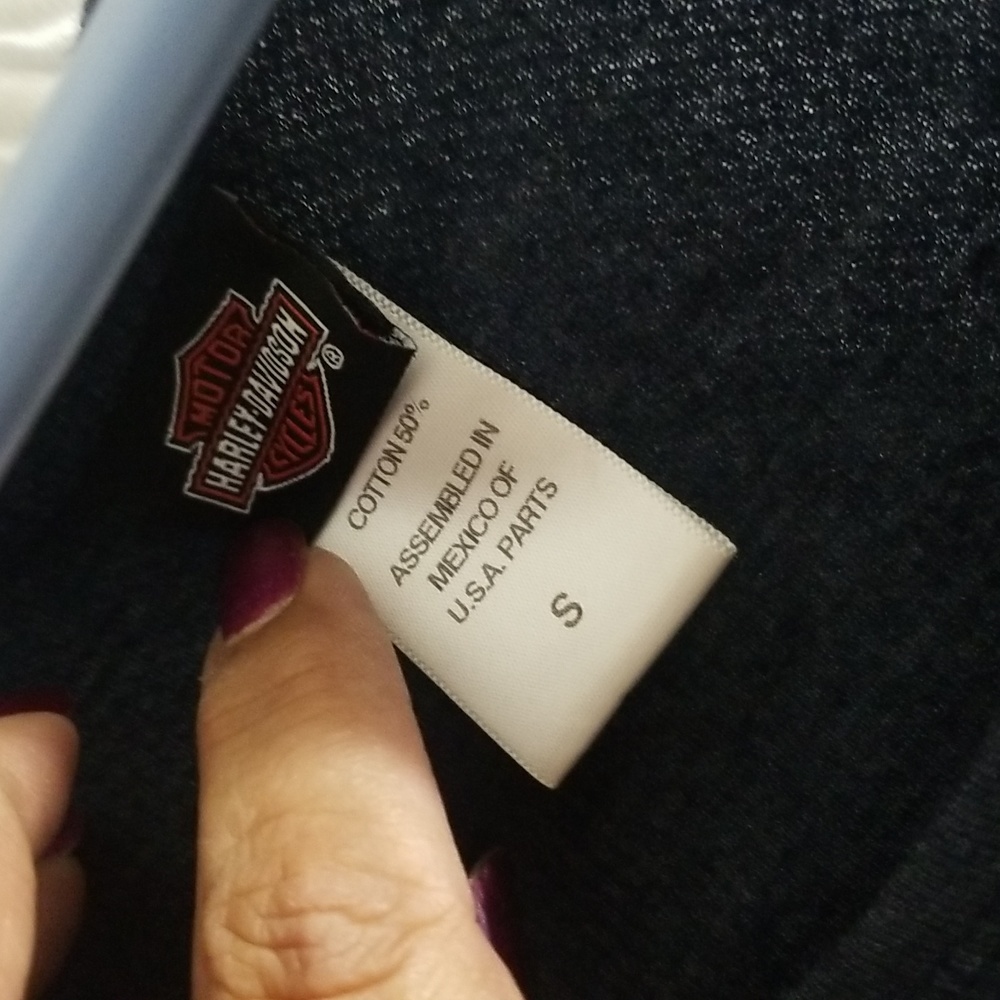 MOTOR
HARLEY-DAVIDSON
CYCLES
®
COTTON 50%
ASSEMBLED IN
MEXICO OF
U.S.A. PARTS
S